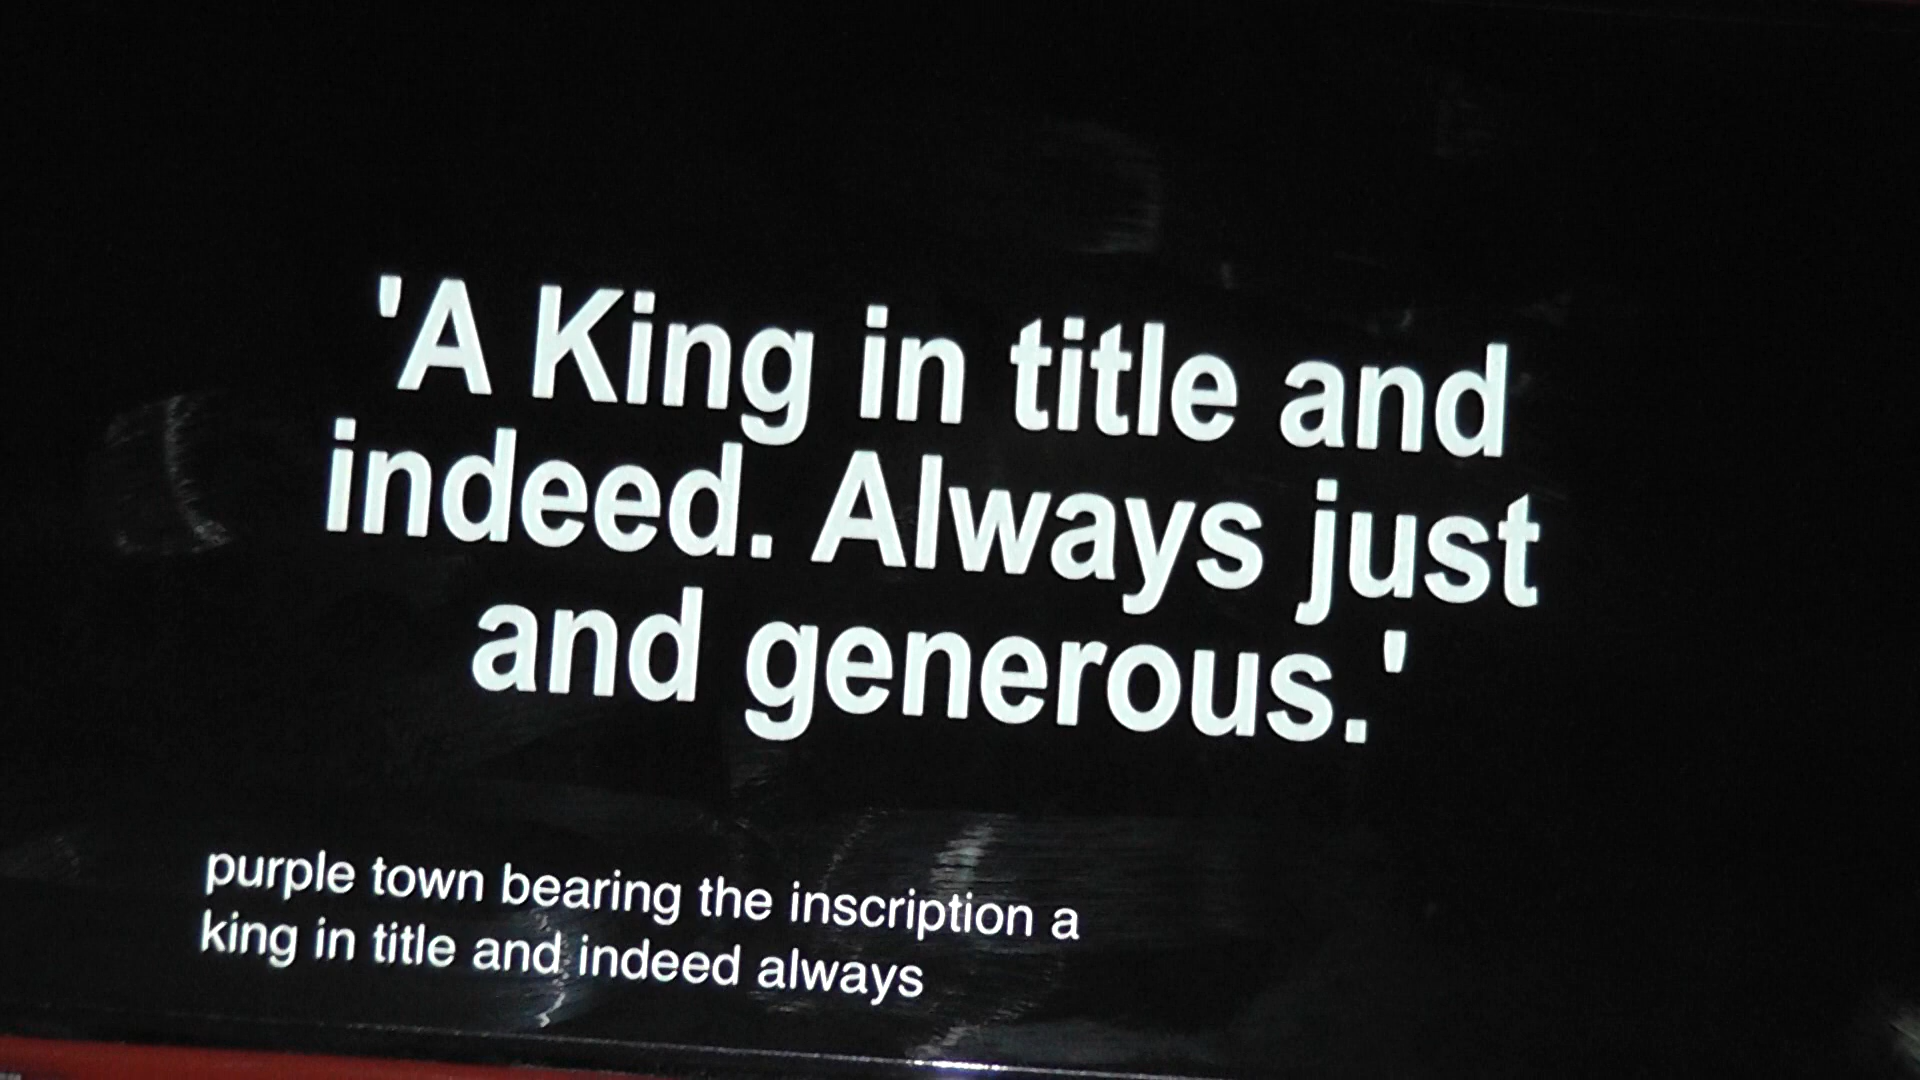 'A King in title and
indeed. Always just
and generous.'
purple town bearing the inscription a
king in title and indeed always